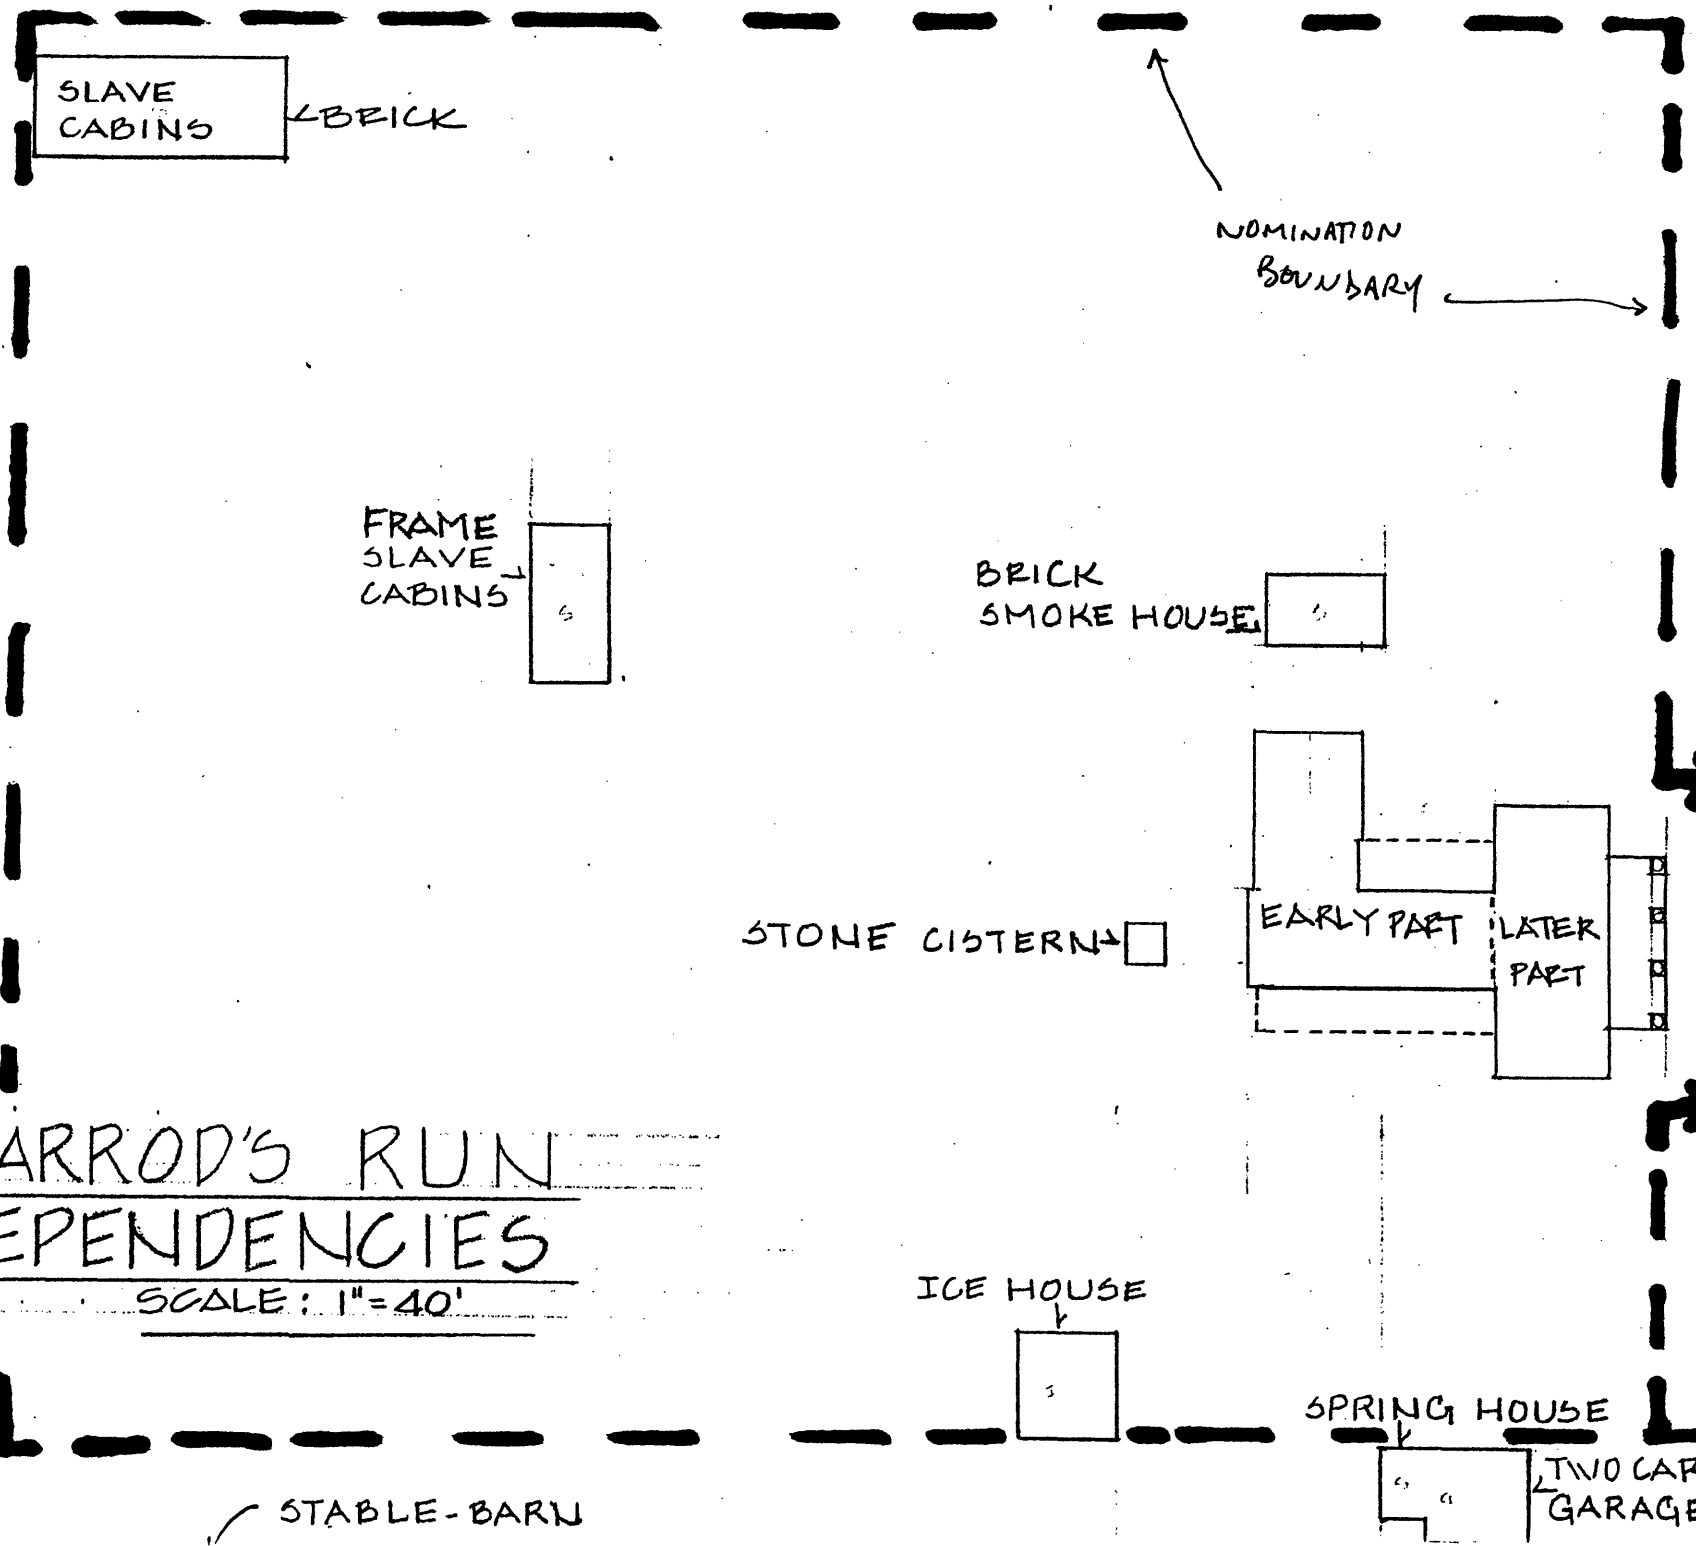 SLAVE
CABINS
BRICK
NOMINATION
BOUNDARY
FRAME
SLAVE
CABINS
BRICK
SMOKE HOUSE
STONE CISTERN
EARLY PART
LATER
PART
ARROD'S RUN
EPENDENCIES
SCALE: 1"=40'
ICE HOUSE
SPRING HOUSE
TWO CAR
GARAGE
STABLE-BARN